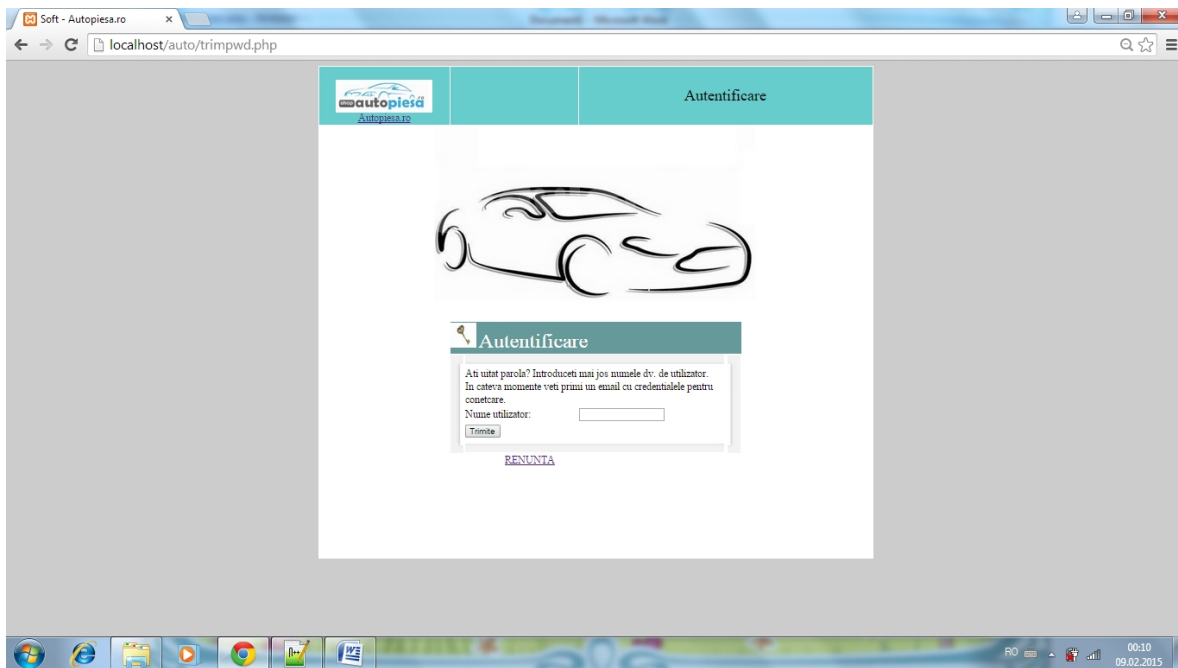 Soft - Autopiesa.ro
localhost/auto/trimpwd.php
autopiesă
Autopiesa.ro
Autentificare
Autentificare
Ati uitat parola? Introduceti mai jos numele dv. de utilizator.
In cateva momente veti primi un email cu credentialele pentru
conetcare.
Nume utilizator:
Trimite
RENUNTA
RO
00:10
09.02.2015